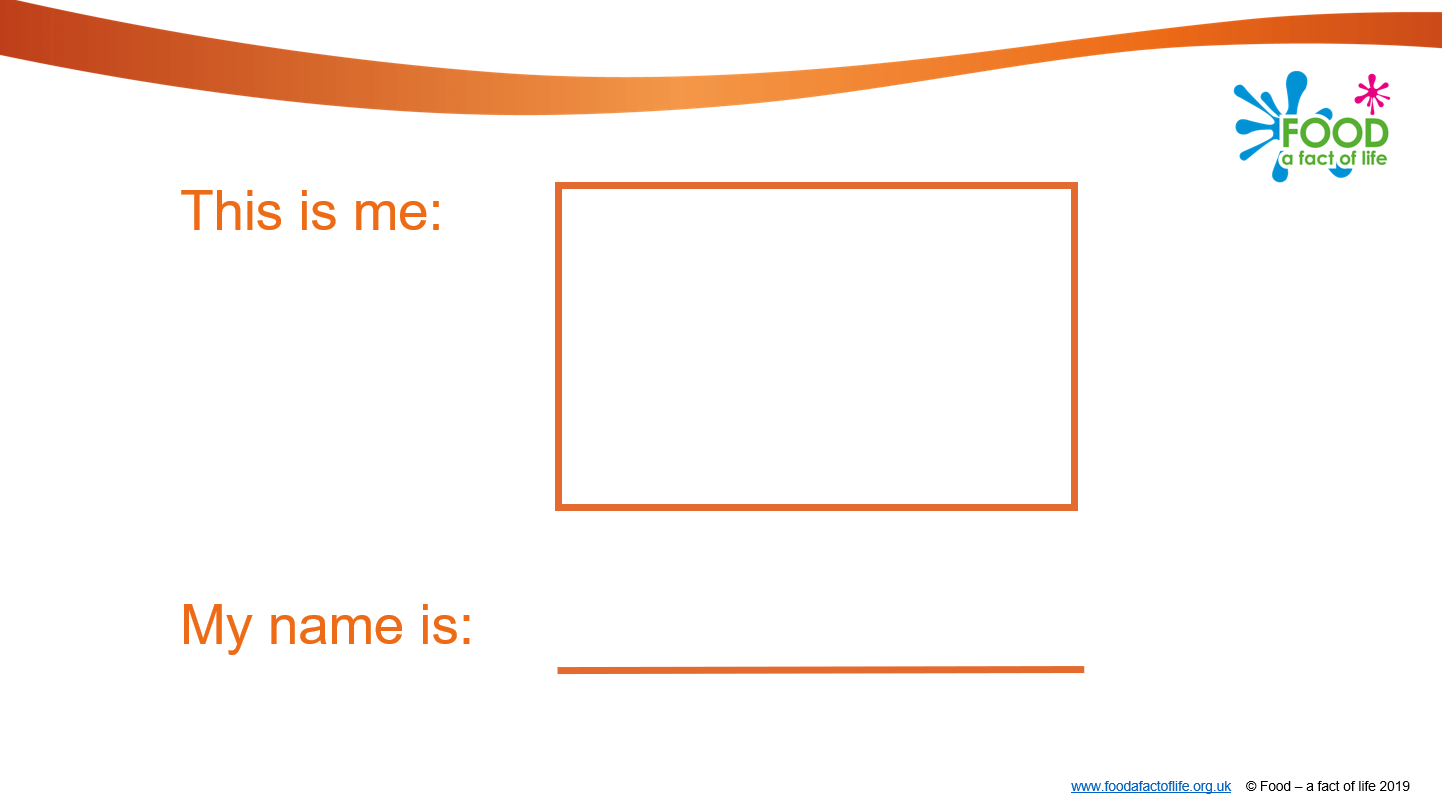 FOOD
a fact of life
This is me:
My name is:
www.foodafactoflife.org.uk © Food – a fact of life 2019